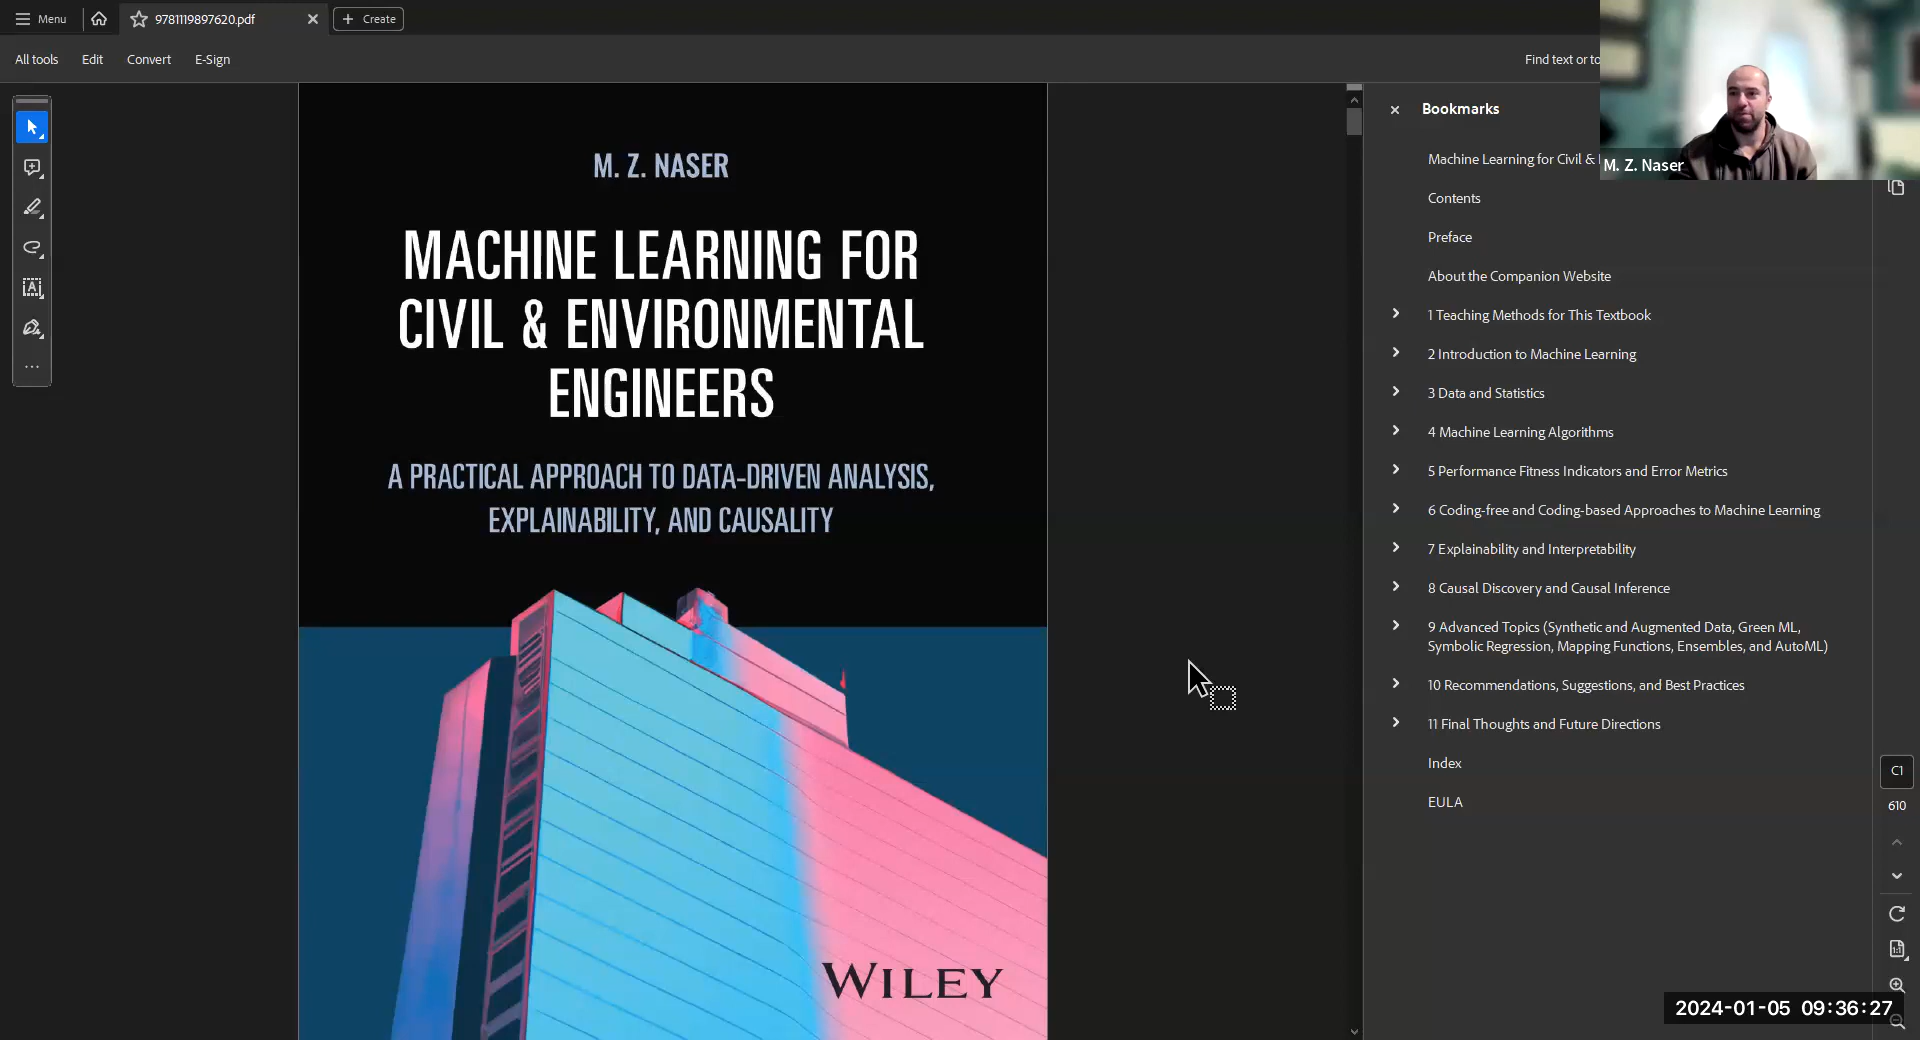 Menu
9781119897620.pdf
Create
All tools
Edit
Convert
E-Sign
Find text or to
M. Z. NASER
MACHINE LEARNING FOR
CIVIL & ENVIRONMENTAL
ENGINEERS
A PRACTICAL APPROACH TO DATA-DRIVEN ANALYSIS,
EXPLAINABILITY, AND CAUSALITY
WILEY
Bookmarks
Machine Learning for Civil &
M. Z. Naser
Contents
Preface
About the Companion Website
1 Teaching Methods for This Textbook
2 Introduction to Machine Learning
3 Data and Statistics
4 Machine Learning Algorithms
5 Performance Fitness Indicators and Error Metrics
6 Coding-free and Coding-based Approaches to Machine Learning
7 Explainability and Interpretability
8 Causal Discovery and Causal Inference
9 Advanced Topics (Synthetic and Augmented Data, Green ML,
Symbolic Regression, Mapping Functions, Ensembles, and AutoML)
10 Recommendations, Suggestions, and Best Practices
11 Final Thoughts and Future Directions
Index
EULA
C1
610
2024-01-05 09:36:27